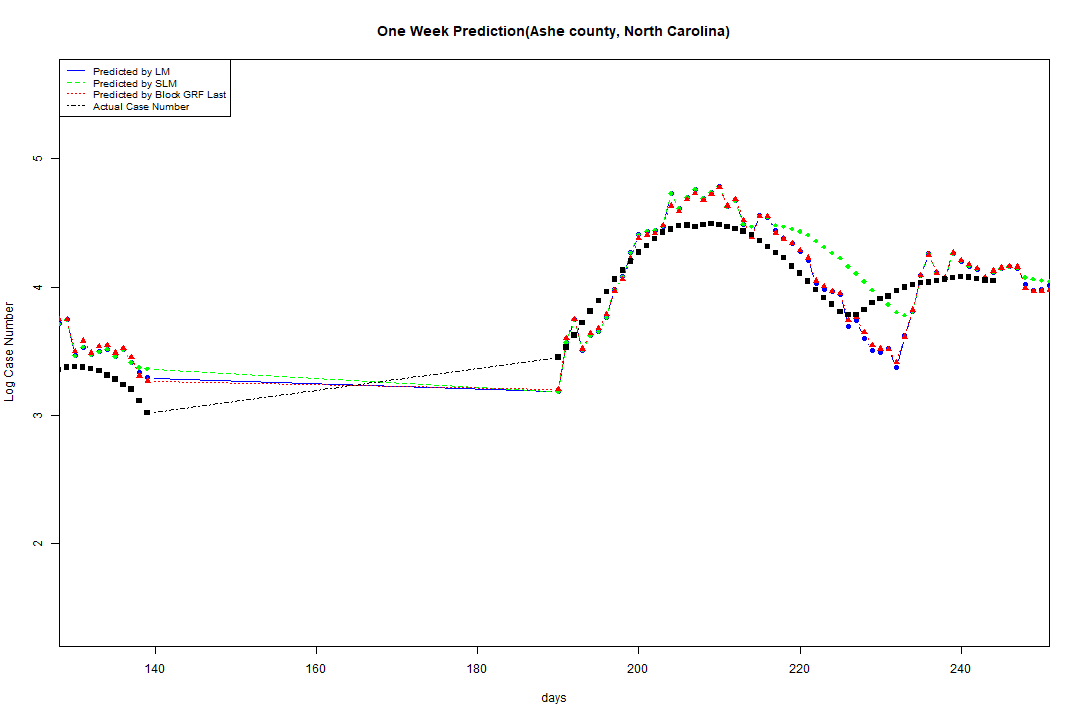 One Week Prediction(Ashe county, North Carolina)
Predicted by LM
Predicted by SLM
Predicted by Block GRF Last
Actual Case Number
5
4
3
2
Log Case Number
140 160 180 200 220 240
days